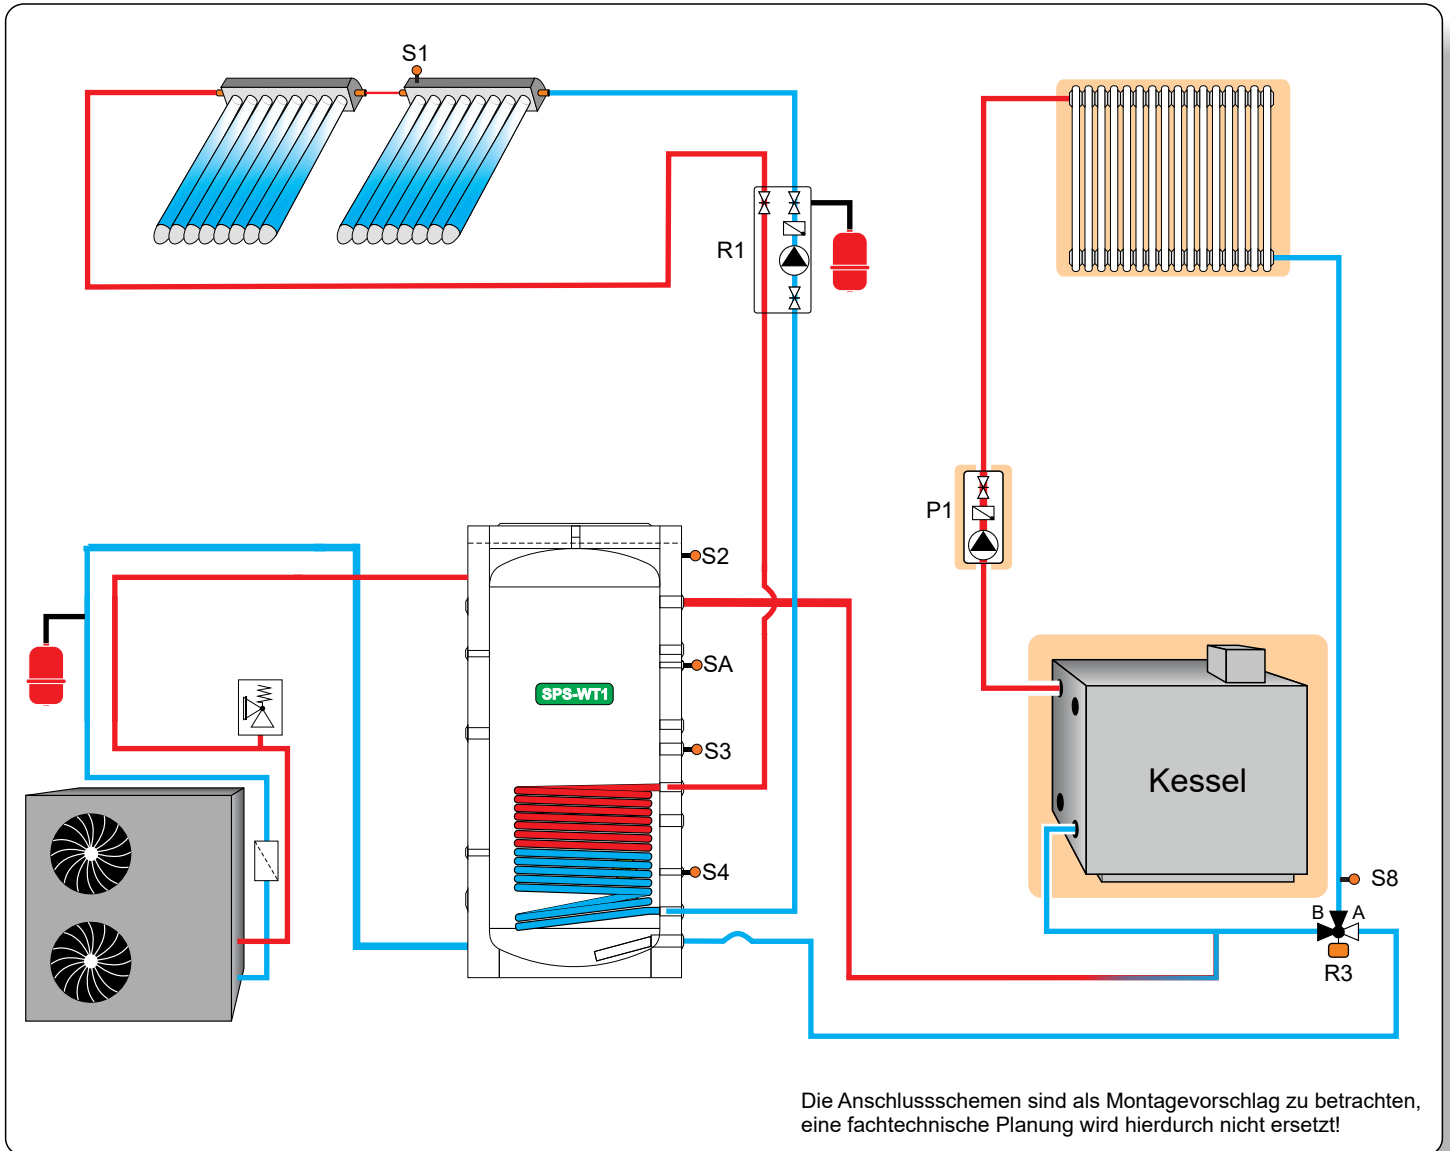 S1
R1
P1
S2
SA
SPS-WT1
S3
Kessel
S4
S8
B A
R3
Die Anschlussschemen sind als Montagevorschlag zu betrachten,
eine fachtechnische Planung wird hierdurch nicht ersetzt!